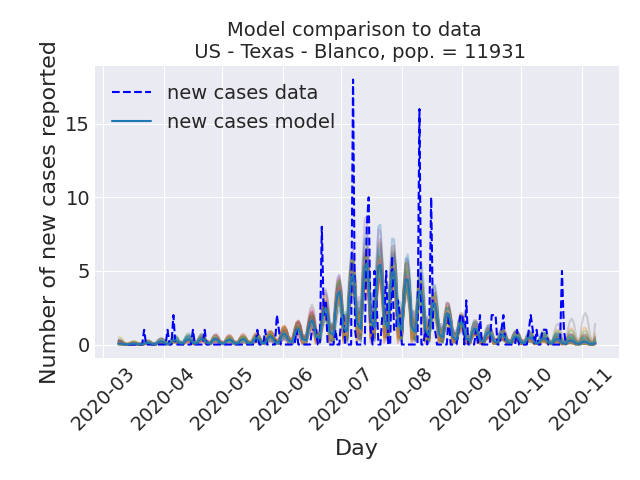 Model comparison to data
US - Texas - Blanco, pop. = 11931
new cases data
new cases model
Number of new cases reported
15
10
5
0
2020-03
2020-04
2020-05
2020-06
2020-07
2020-08
2020-09
2020-10
2020-11
Day